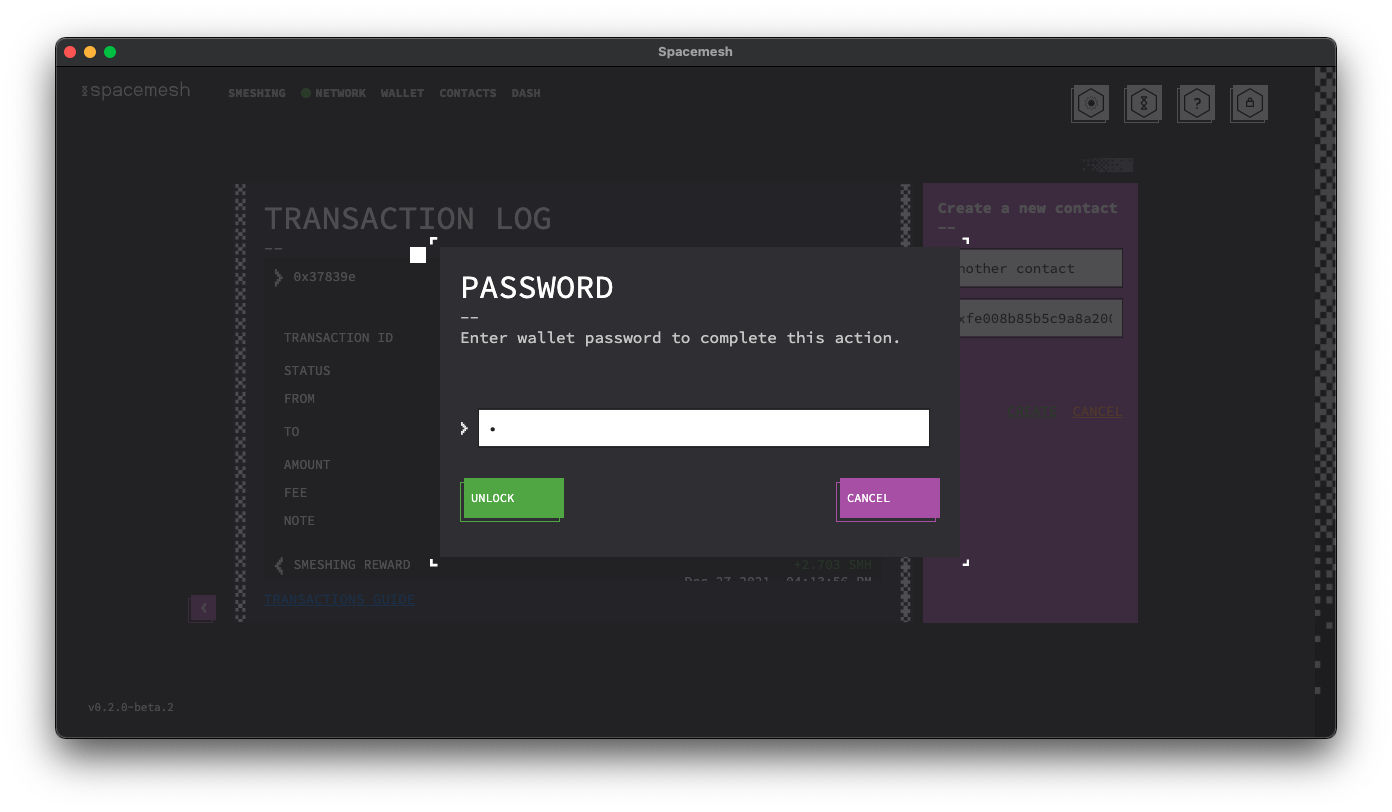 Spacemesh
spacemesh
SMESHING NETWORK WALLET CONTACTS DASH
?
TRANSACTION LOG
--
0x37839e
TRANSACTION ID
STATUS
FROM
TO
AMOUNT
FEE
NOTE
SMESHING REWARD
+2.703 SMH
Dec 27 2021 04:13:56 PM
TRANSACTIONS GUIDE
Create a new contact
--
nother contact
xfe008b85b5c9a8a200
CREATE CANCEL
PASSWORD
--
Enter wallet password to complete this action.
UNLOCK
CANCEL
v0.2.0-beta.2